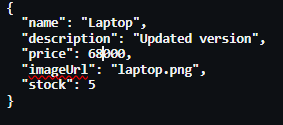 {
"name": "Laptop",
"description": "Updated version",
"price": 68000,
"imageUrl": "laptop.png",
"stock": 5
}